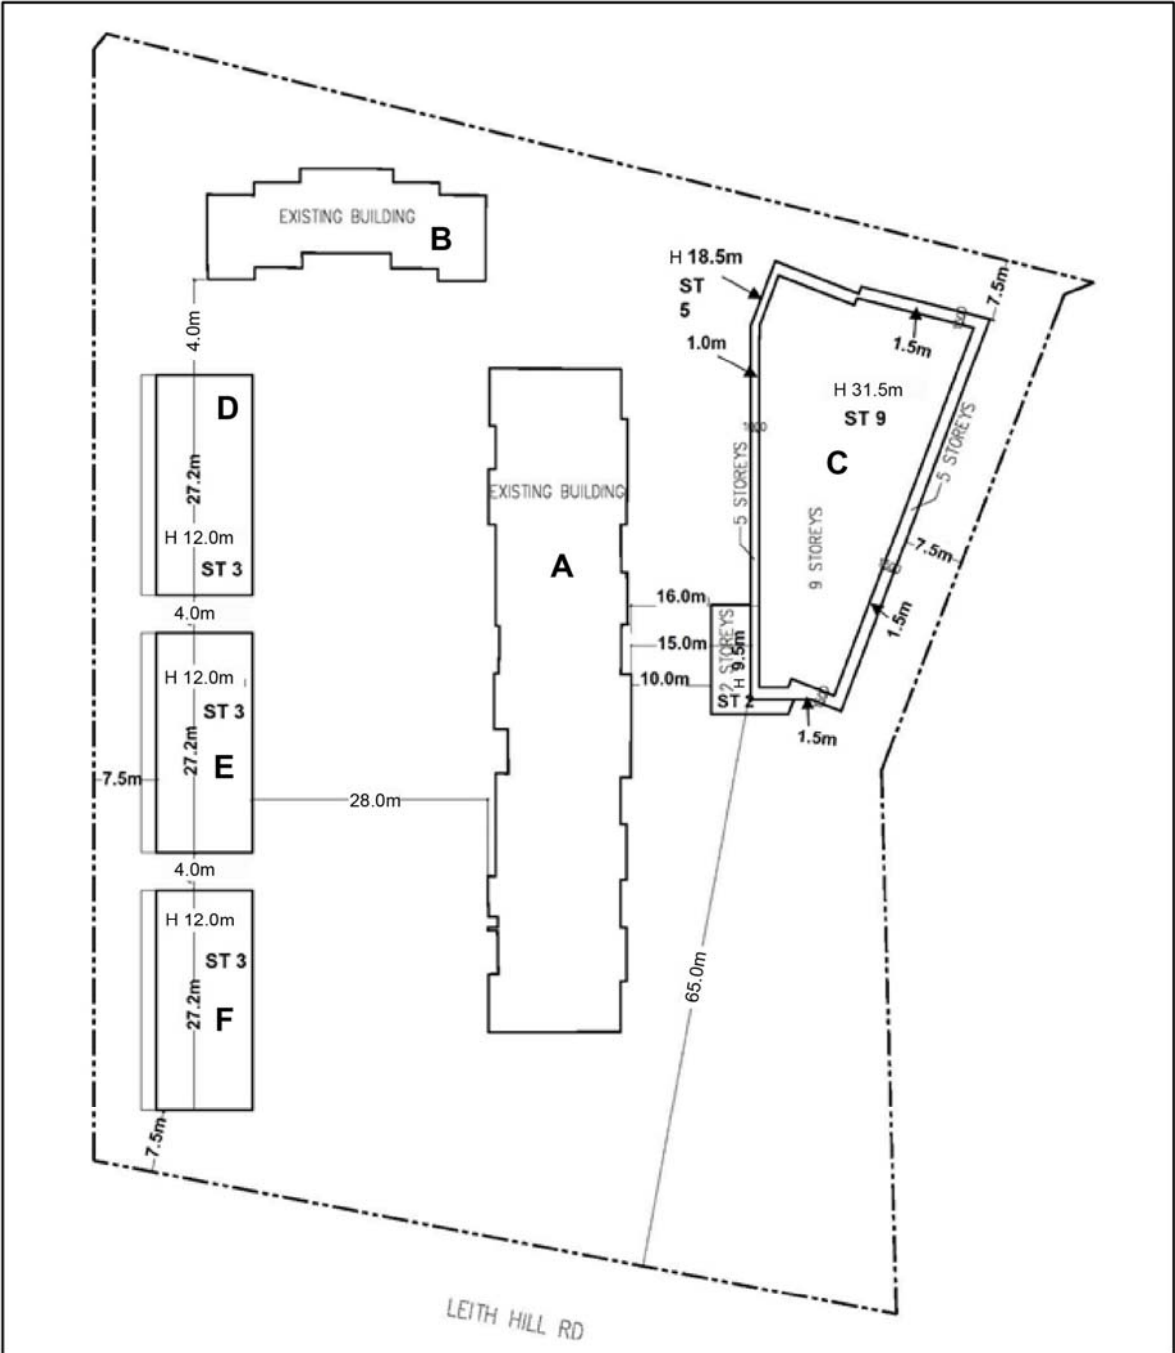 EXISTING BUILDING
B
H 18.5m
ST
5
7.5m
1.0m
1.5m
4.0m
H 31.5m
ST 9
C
5 STOREYS
5 STOREYS
9 STOREYS
7.5m
1.5m
D
27.2m
H 12.0m
ST 3
EXISTING BUILDING
A
16.0m
15.0m
10.0m
2 STOREYS
H 9.5m
ST 2
1.5m
4.0m
H 12.0m
ST 3
27.2m
E
7.5m
28.0m
4.0m
H 12.0m
ST 3
27.2m
F
65.0m
7.5m
LEITH HILL RD